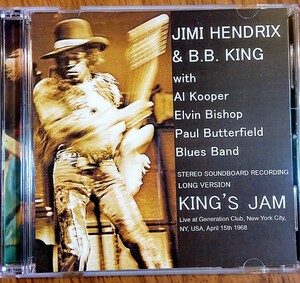 JIMI HENDRIX
& B.B. KING
with
Al Kooper
Elvin Bishop
Paul Butterfield
Blues Band
STEREO SOUNDBOARD RECORDING
LONG VERSION
KING'S JAM
Live at Generation Club, New York City,
NY, USA, April 15th 1968